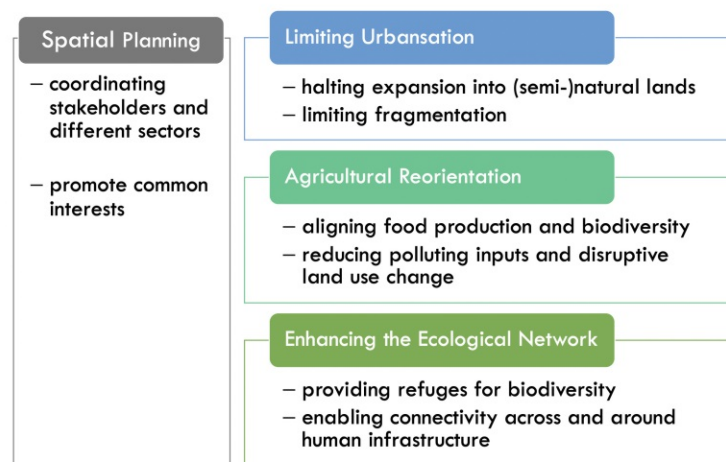 Spatial Planning
– coordinating
stakeholders and
different sectors
– promote common
interests
Limiting Urbansation
– halting expansion into (semi-)natural lands
– limiting fragmentation
Agricultural Reorientation
– aligning food production and biodiversity
– reducing polluting inputs and disruptive
land use change
Enhancing the Ecological Network
– providing refuges for biodiversity
– enabling connectivity across and around
human infrastructure